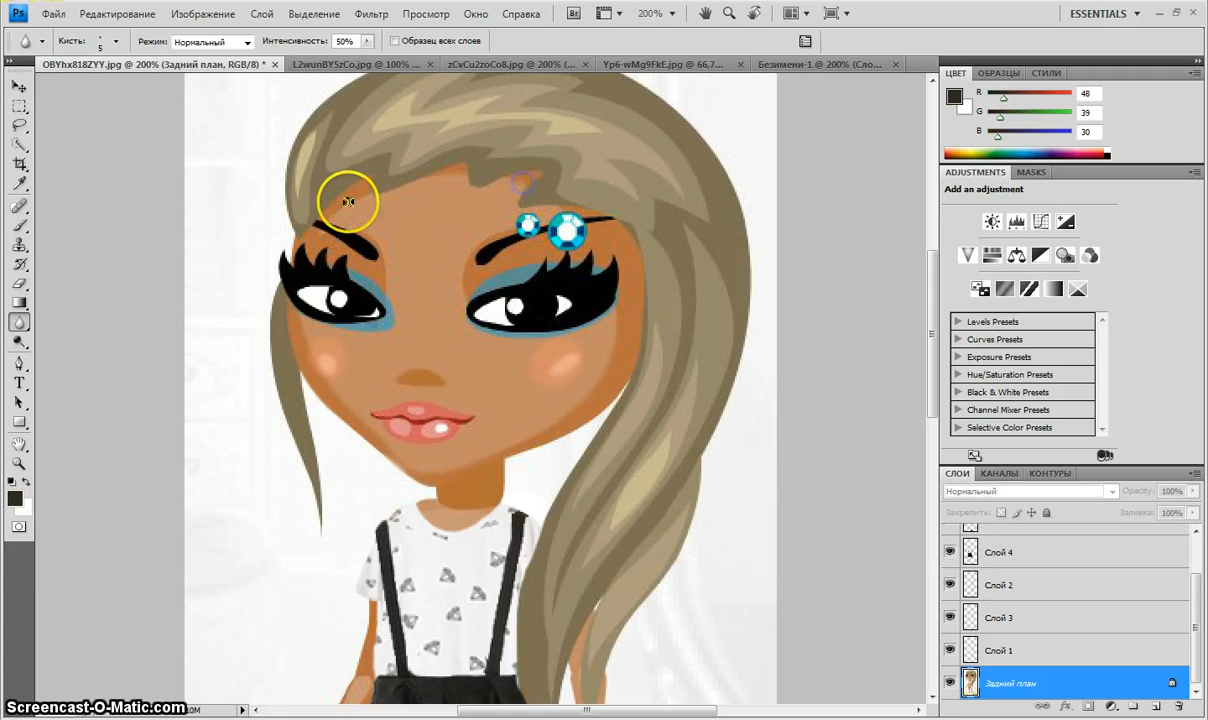 Ps Файл Редактирование Изображение Слой Выделение Фильтр Просмотр Окно Справка Br 200% ESSENTIALS
Кисть: 5 Режим: Нормальный Интенсивность: 50% Образец всех слоев
OBYhx818ZYY.jpg @ 200% (Задний план, RGB/8) * × L2wunBY5zCo.jpg @ 100% ... × zCvCu2zoCo8.jpg @ 200% (... × Yp6-wMg9FkE.jpg @ 66,7... × Безимени-1 @ 200% (Сло... ×
ЦВЕТ ОБРАЗЦЫ СТИЛИ
R 48
G 39
B 30
ADJUSTMENTS MASKS
Add an adjustment
Levels Presets
Curves Presets
Exposure Presets
Hue/Saturation Presets
Black & White Presets
Channel Mixer Presets
Selective Color Presets
СЛОИ КАНАЛЫ КОНТУРЫ
Нормальный Opacity: 100%
Закрепить: Заливка: 100%
Слой 4
Слой 2
Слой 3
Слой 1
Задний план
Screencast-O-Matic.com